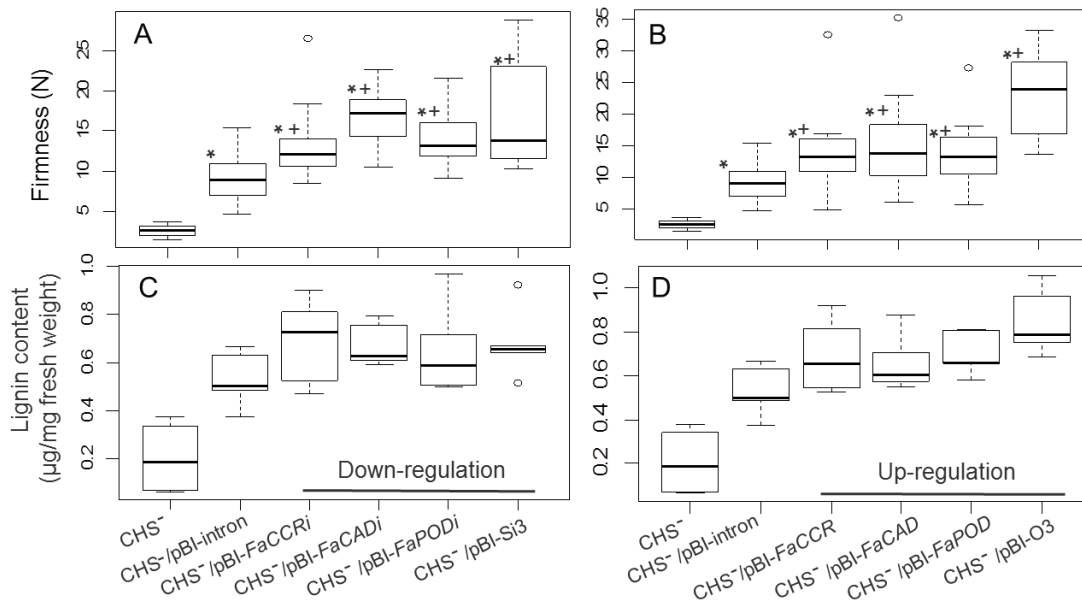 A
Firmness (N)
25
20
15
10
5
*
* +
* +
* +
* +
B
35
30
25
20
15
10
5
*
* +
* +
* +
* +
C
Lignin content
(µg/mg fresh weight)
1.0
0.8
0.6
0.4
0.2
Down-regulation
D
1.0
0.8
0.6
0.4
0.2
Up-regulation
CHS⁻
CHS⁻/pBI-intron
CHS⁻/pBI-FaCCRi
CHS⁻/pBI-FaCADi
CHS⁻/pBI-FaPODi
CHS⁻/pBI-Si3
CHS⁻
CHS⁻/pBI-intron
CHS⁻/pBI-FaCCR
CHS⁻/pBI-FaCAD
CHS⁻/pBI-FaPOD
CHS⁻/pBI-O3